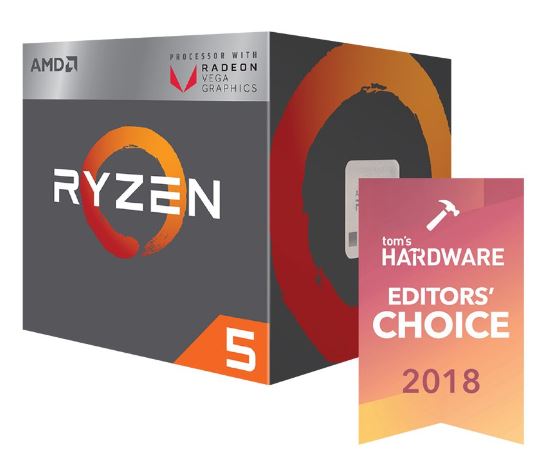 AMD
PROCESSOR WITH
RADEON
VEGA
GRAPHICS
RYZEN
5
tom's
HARDWARE
EDITORS'
CHOICE
2018